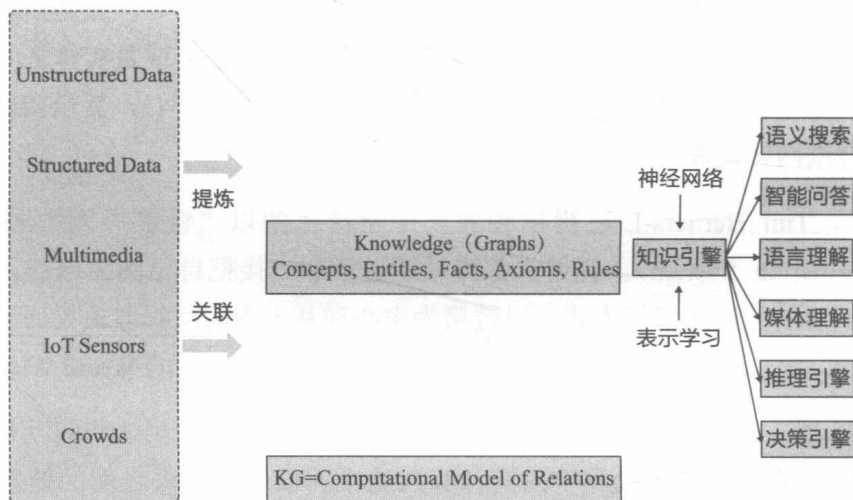 Unstructured Data
Structured Data
Multimedia
IoT Sensors
Crowds
提炼
关联
Knowledge（Graphs）
Concepts, Entitles, Facts, Axioms, Rules
KG=Computational Model of Relations
神经网络
知识引擎
表示学习
语义搜索
智能问答
语言理解
媒体理解
推理引擎
决策引擎